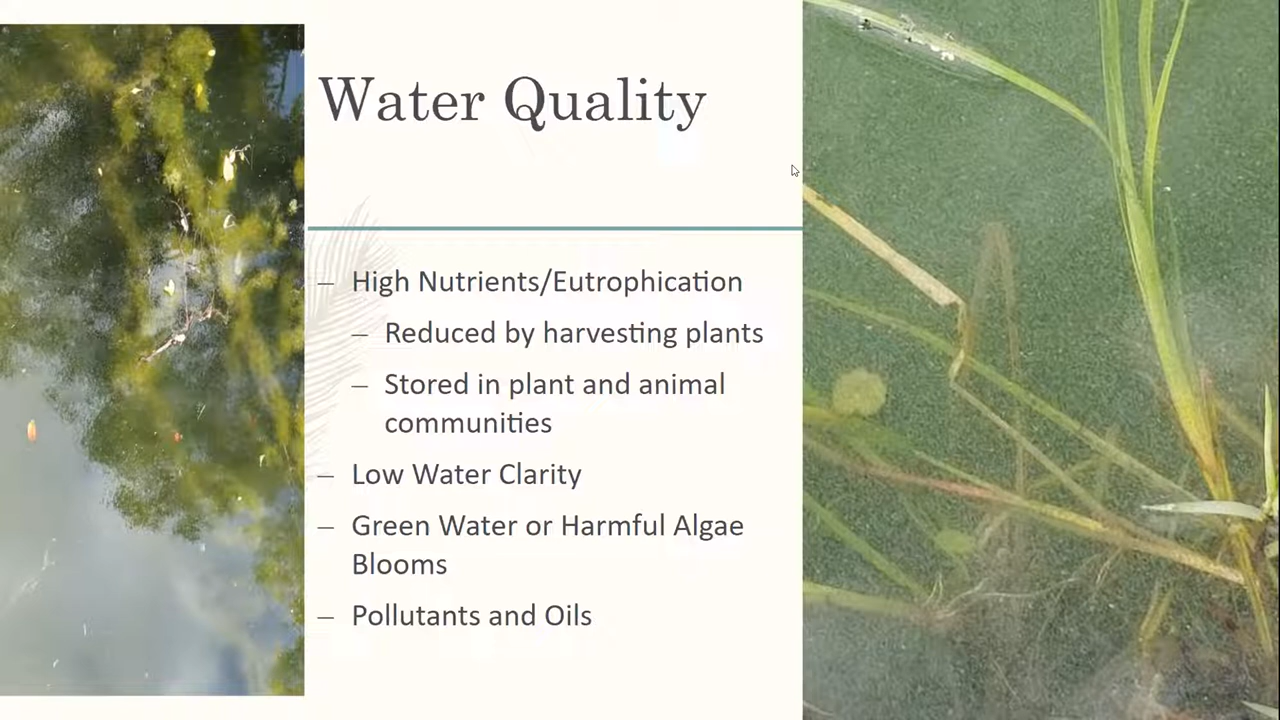 Water Quality
– High Nutrients/Eutrophication
– Reduced by harvesting plants
– Stored in plant and animal
communities
– Low Water Clarity
– Green Water or Harmful Algae
Blooms
– Pollutants and Oils